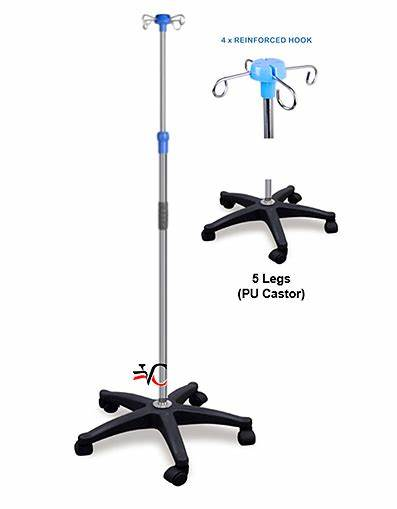 4 x REINFORCED HOOK
5 Legs
(PU Castor)